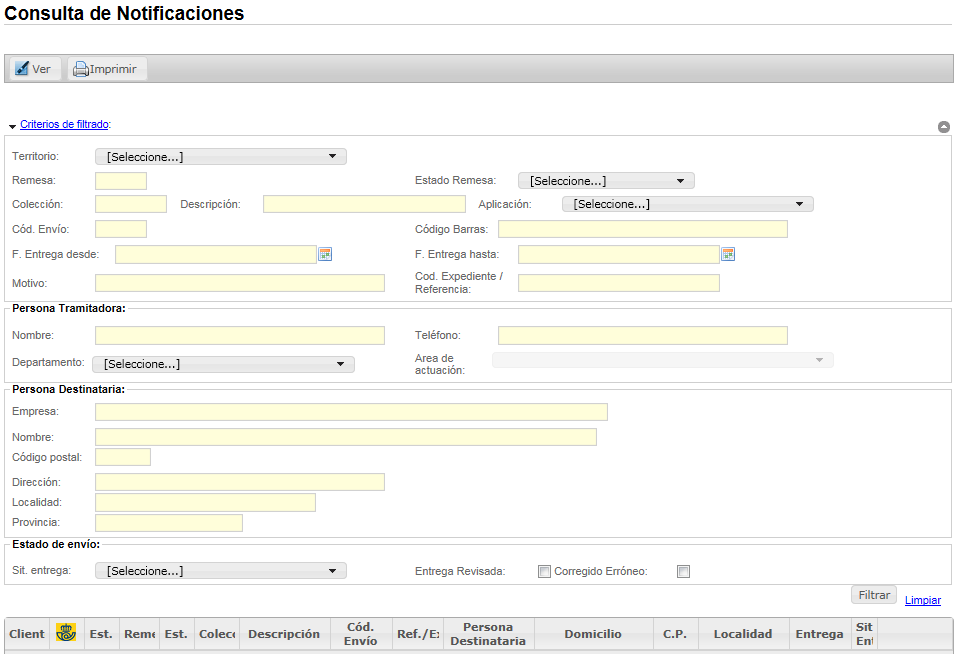 Consulta de Notificaciones
Ver Imprimir
Criterios de filtrado:
Territorio: [Seleccione...]
Remesa: Estado Remesa: [Seleccione...]
Colección: Descripción: Aplicación: [Seleccione...]
Cód. Envío: Código Barras:
F. Entrega desde: F. Entrega hasta:
Motivo: Cod. Expediente /
Referencia:
Persona Tramitadora:
Nombre: Teléfono:
Departamento: [Seleccione...] Area de
actuación:
Persona Destinataria:
Empresa:
Nombre:
Código postal:
Dirección:
Localidad:
Provincia:
Estado de envío:
Sit. entrega: [Seleccione...] Entrega Revisada: Corregido Erróneo:
Filtrar Limpiar
Client Est. Reme Est. Colecc Descripción Cód. Envío Ref./Ex Persona Destinataria Domicilio C.P. Localidad Entrega Sit Ent